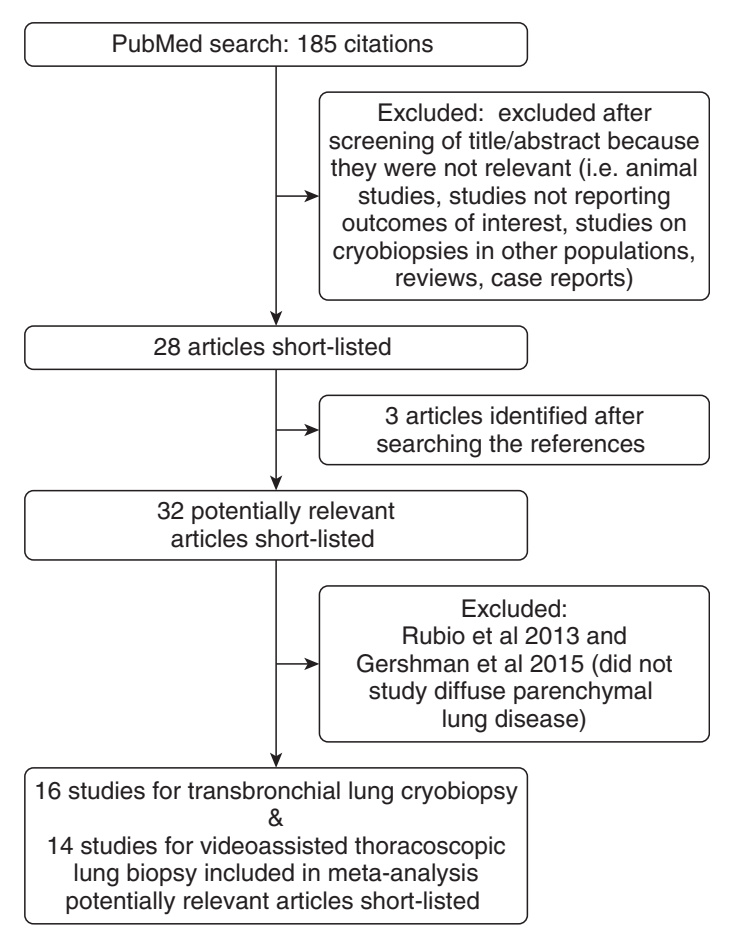 PubMed search: 185 citations
Excluded: excluded after
screening of title/abstract because
they were not relevant (i.e. animal
studies, studies not reporting
outcomes of interest, studies on
cryobiopsies in other populations,
reviews, case reports)
28 articles short-listed
3 articles identified after
searching the references
32 potentially relevant
articles short-listed
Excluded:
Rubio et al 2013 and
Gershman et al 2015 (did not
study diffuse parenchymal
lung disease)
16 studies for transbronchial lung cryobiopsy
&
14 studies for videoassisted thoracoscopic
lung biopsy included in meta-analysis
potentially relevant articles short-listed